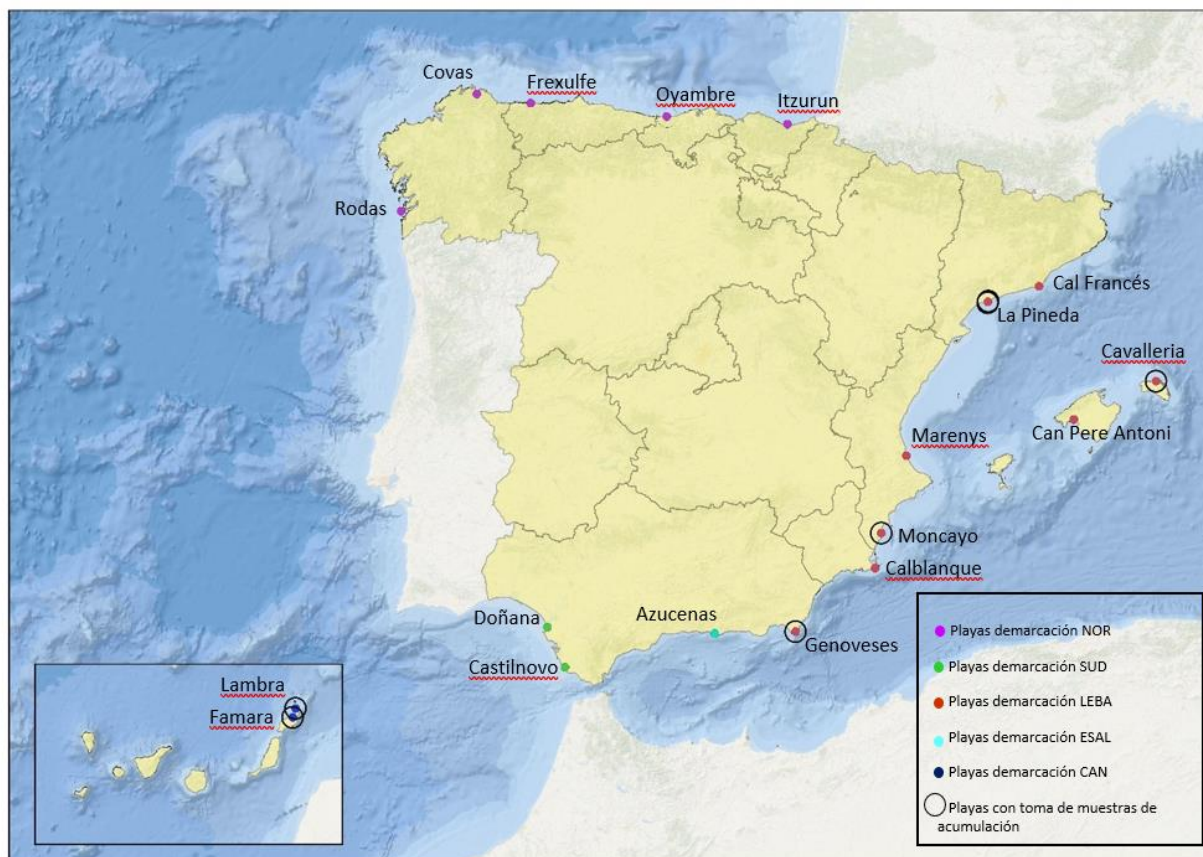 Covas
Frexulfe
Oyambre
Itzurun
Rodas
Cal Francés
La Pineda
Cavalleria
Can Pere Antoni
Marenys
Moncayo
Calblanque
Doñana
Azucenas
Genoveses
Castilnovo
Lambra
Famara
Playas demarcación NOR
Playas demarcación SUD
Playas demarcación LEBA
Playas demarcación ESAL
Playas demarcación CAN
Playas con toma de muestras de
acumulación